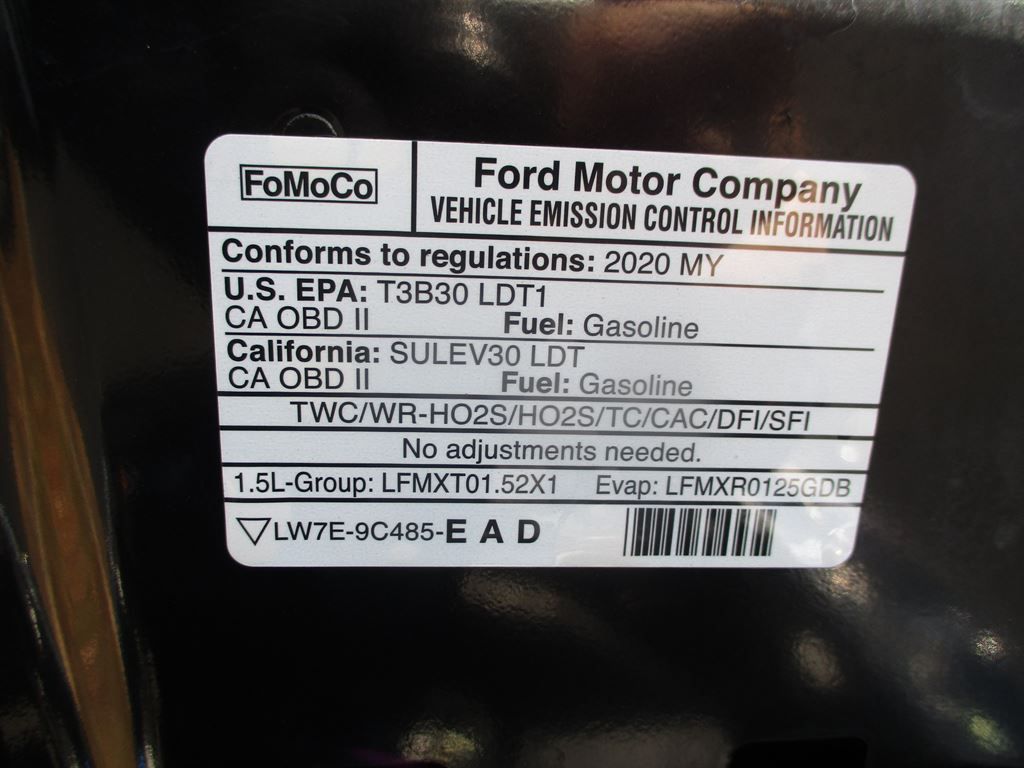 FoMoCo
Ford Motor Company
VEHICLE EMISSION CONTROL INFORMATION
Conforms to regulations: 2020 MY
U.S. EPA: T3B30 LDT1
CA OBD II Fuel: Gasoline
California: SULEV30 LDT
CA OBD II Fuel: Gasoline
TWC/WR-HO2S/HO2S/TC/CAC/DFI/SFI
No adjustments needed.
1.5L-Group: LFMXT01.52X1 Evap: LFMXR0125GDB
▽LW7E-9C485-E A D